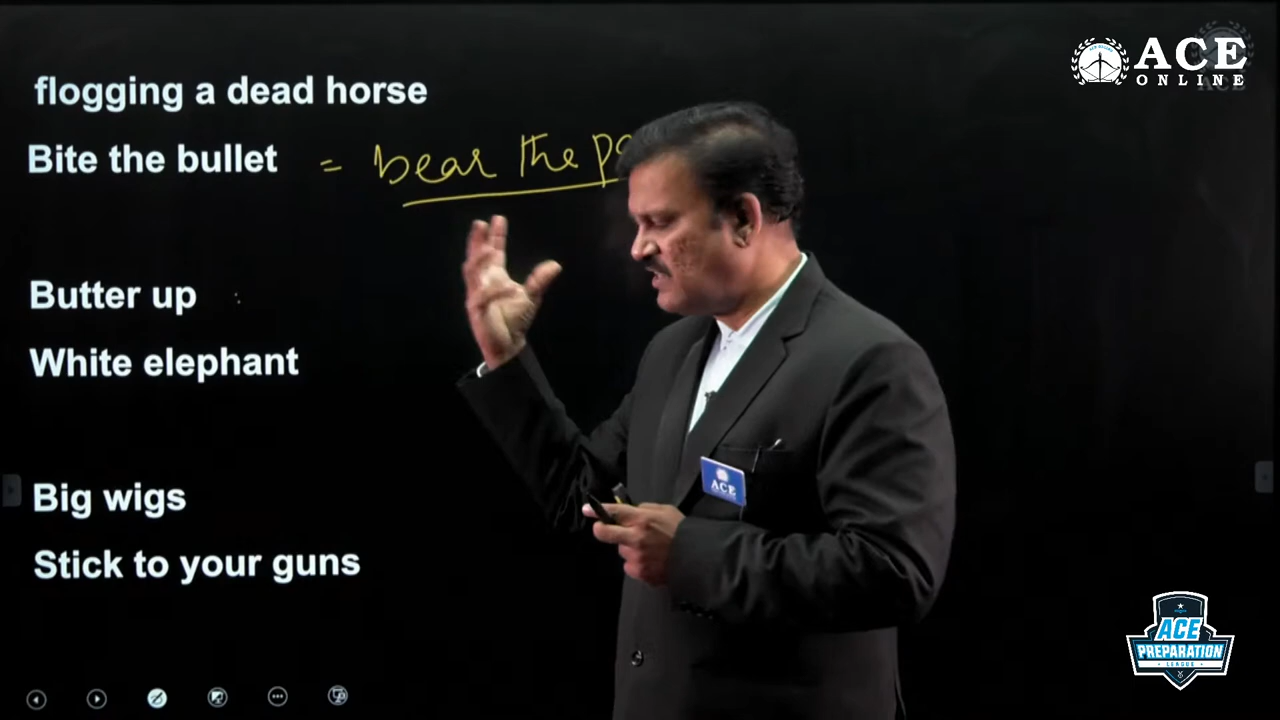 flogging a dead horse
Bite the bullet = bear the
Butter up
White elephant
Big wigs
Stick to your guns
ACE
ONLINE
ACE
ACE
ACE
PREPARATION
LEAGUE